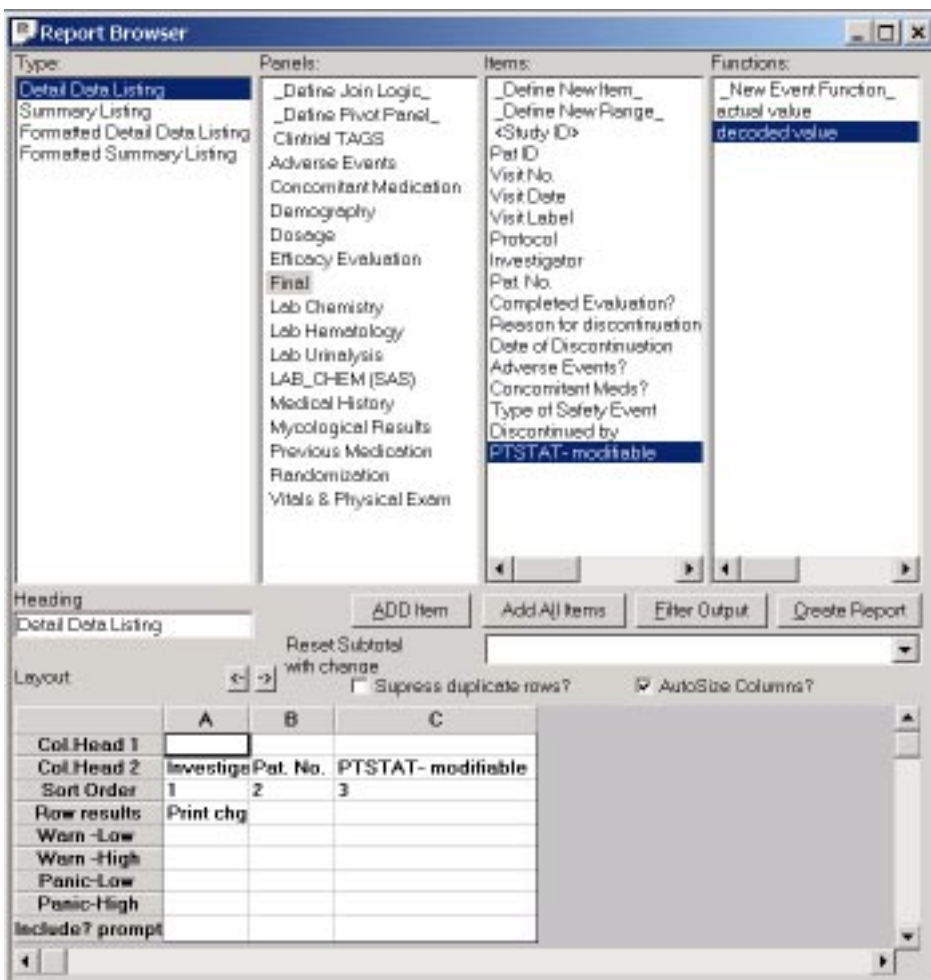 Report Browser
Type:
Detail Data Listing
Summary Listing
Formatted Detail Data Listing
Formatted Summary Listing
Panels:
_Define Join Logic_
_Define Pivot Panel_
Clintrial TAGS
Adverse Events
Concomitant Medication
Demography
Dosage
Efficacy Evaluation
Final
Lab Chemistry
Lab Hematology
Lab Urinalysis
LAB_CHEM (SAS)
Medical History
Mycological Results
Previous Medication
Randomization
Vitals & Physical Exam
Items:
_Define New Item_
_Define New Range_
<Study ID>
Pat ID
Visit No.
Visit Date
Visit Label
Protocol
Investigator
Pat. No.
Completed Evaluation?
Reason for discontinuation
Date of Discontinuation
Adverse Events?
Concomitant Meds?
Type of Safety Event
Discontinued by
PTSTAT- modifiable
Functions:
_New Event Function_
actual value
decoded value
Heading
Detail Data Listing
ADD Item
Add All Items
Filter Output
Create Report
Reset Subtotal
with change
Layout
<-
->
Supress duplicate rows?
AutoSize Columns?
A B C
Col.Head 1
Col.Head 2 Investiga Pat. No. PTSTAT- modifiable
Sort Order 1 2 3
Row results Print chg
Warn -Low
Warn -High
Panic-Low
Panic-High
Include? prompt